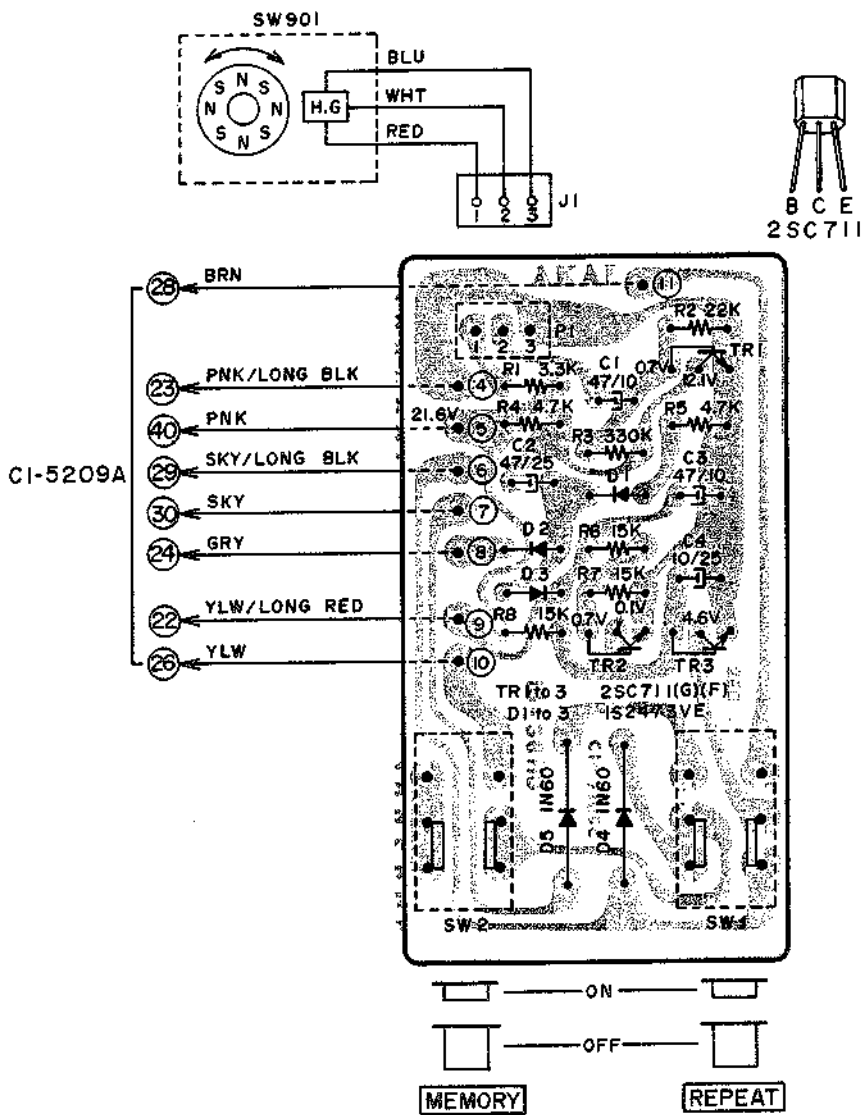 SW901
BLU
WHT
RED
H.G
N S N S N S N S
J1
1 2 3
B C E
2SC711
AKAI
28 BRN 11
P1
1 2 3
R2 22K
TR1
0.7V 12.1V
23 PNK/LONG BLK 4
R1 3.3K
C1
47/10
40 PNK 21.6V 5
R4 4.7K
R5 4.7K
R3 330K
CI-5209A
29 SKY/LONG BLK 6
C2
47/25
D1
C3
47/10
30 SKY 7
24 GRY 8
D2
R6 15K
C4
10/25
D3
R7 15K
22 YLW/LONG RED 9
R8 15K
0.7V 0.1V
4.6V
26 YLW 10
TR2
TR3
TR1 to 3 2SC711(G)(F)
D1 to 3 1S2473VE
D5 1N60
D4 1N60
SW2
SW1
ON
OFF
MEMORY
REPEAT